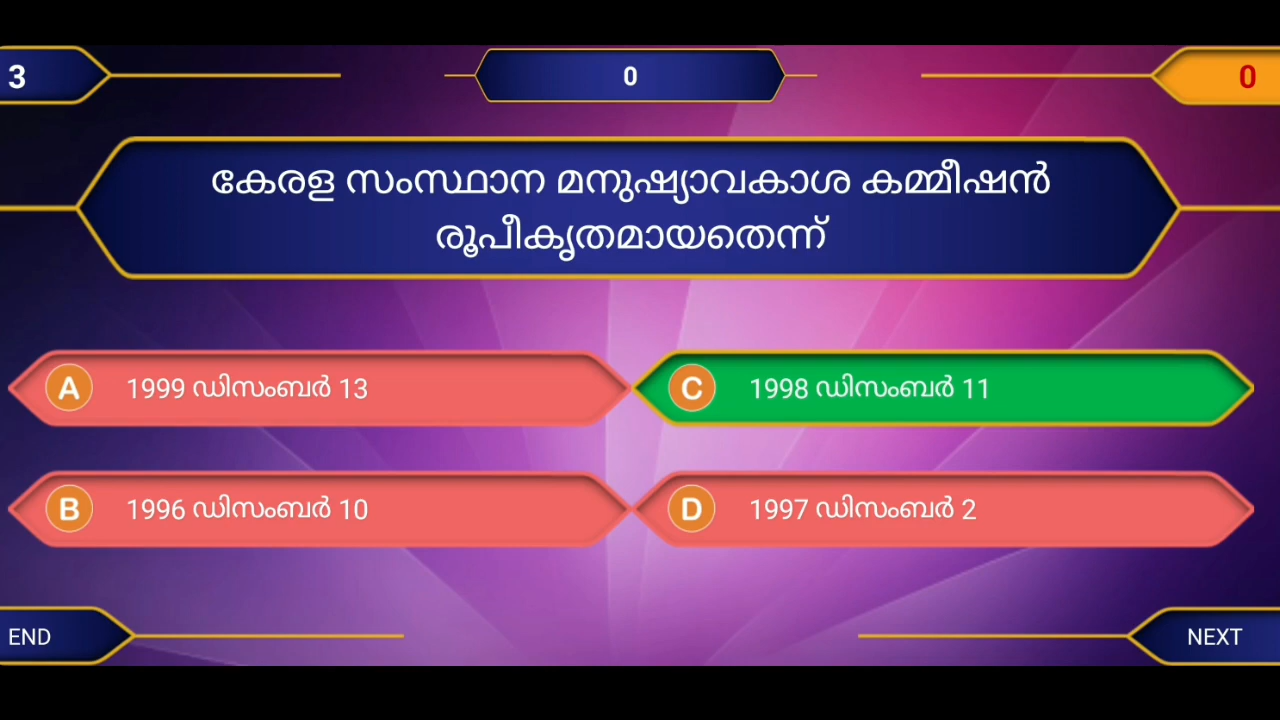 3
0
0
കേരള സംസ്ഥാന മനുഷ്യാവകാശ കമ്മീഷൻ
രൂപീകൃതമായതെന്ന്
A 1999 ഡിസംബർ 13
C 1998 ഡിസംബർ 11
B 1996 ഡിസംബർ 10
D 1997 ഡിസംബർ 2
END
NEXT